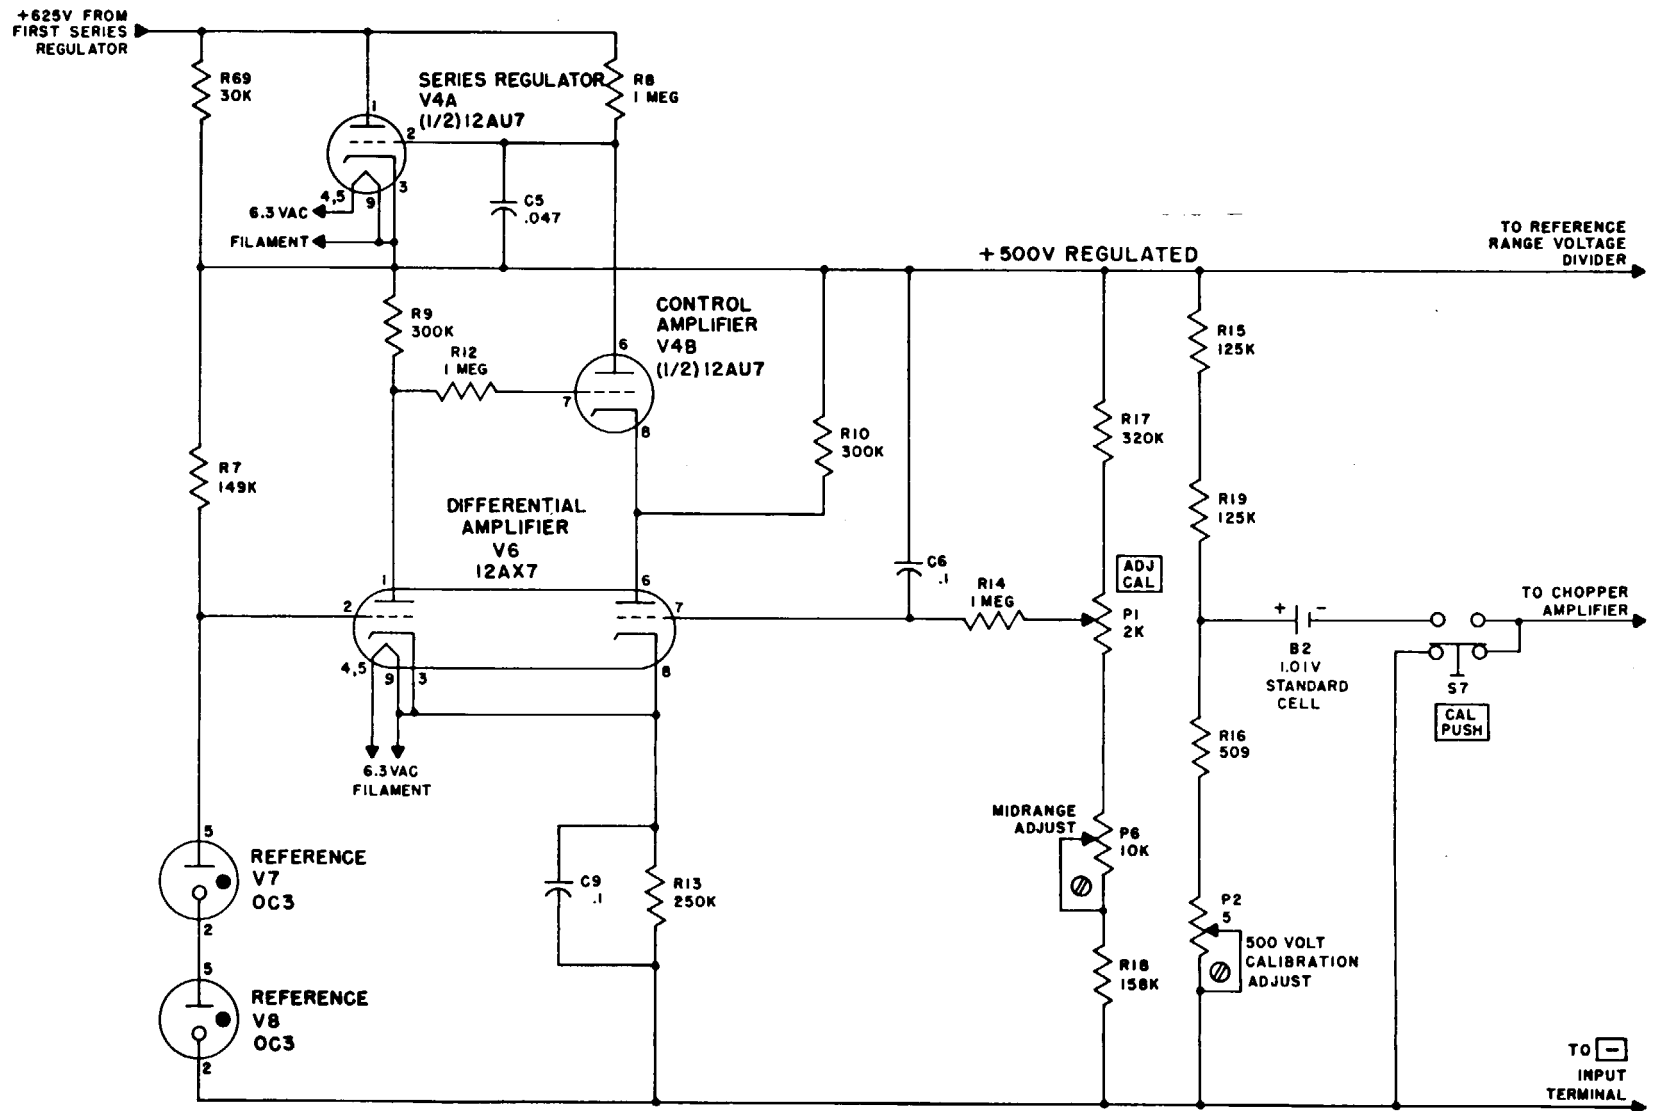 +625V FROM
FIRST SERIES
REGULATOR
R69
30K
SERIES REGULATOR
V4A
(1/2)12AU7
R8
1 MEG
1
2
3
4,5
9
6.3 VAC
FILAMENT
C5
.047
+500V REGULATED
TO REFERENCE
RANGE VOLTAGE
DIVIDER
R9
300K
R12
1 MEG
CONTROL
AMPLIFIER
V4B
(1/2)12AU7
6
7
8
R15
125K
R17
320K
R10
300K
R7
149K
R19
125K
DIFFERENTIAL
AMPLIFIER
V6
12AX7
1
2
6
7
4,5
9
3
8
6.3 VAC
FILAMENT
C6
.1
R14
1 MEG
ADJ
CAL
P1
2K
+
-
B2
1.01V
STANDARD
CELL
TO CHOPPER
AMPLIFIER
S7
CAL
PUSH
R16
509
MIDRANGE
ADJUST
P6
10K
5
REFERENCE
V7
OC3
2
C9
.1
R13
250K
P2
5
500 VOLT
CALIBRATION
ADJUST
R18
158K
5
REFERENCE
V8
OC3
2
TO -
INPUT
TERMINAL